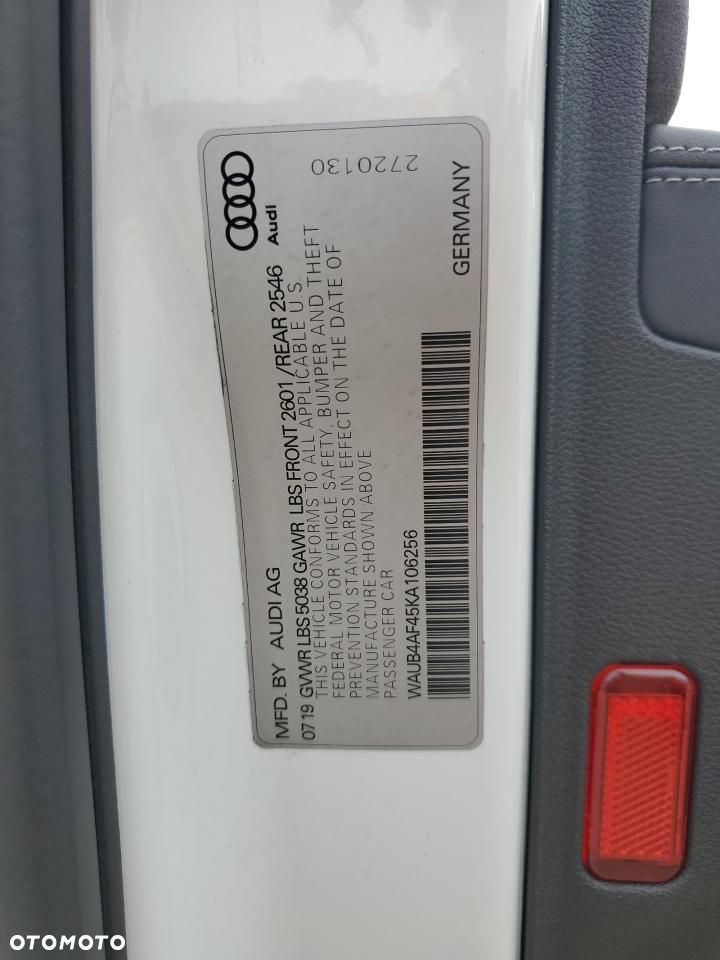 Audi
2720130
MFD. BY AUDI AG
0719 GVWR LBS 5038 GAWR LBS FRONT 2601 / REAR 2546
THIS VEHICLE CONFORMS TO ALL APPLICABLE U.S.
FEDERAL MOTOR VEHICLE SAFETY, BUMPER AND THEFT
PREVENTION STANDARDS IN EFFECT ON THE DATE OF
MANUFACTURE SHOWN ABOVE
PASSENGER CAR
GERMANY
WAUB4AF45KA106256
OTOMOTO